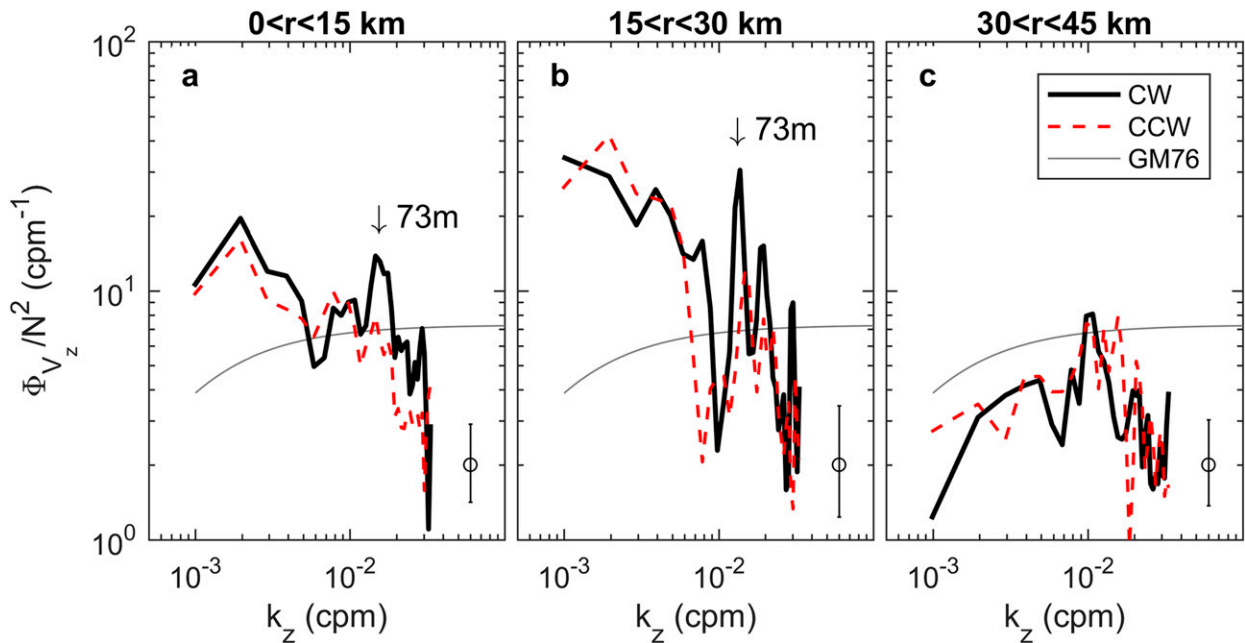 0<r<15 km
15<r<30 km
30<r<45 km
a
b
c
↓ 73m
↓ 73m
CW
CCW
GM76
Φ_{V_z}/N² (cpm⁻¹)
10²
10¹
10⁰
10⁻³ 10⁻²
10⁻³ 10⁻²
10⁻³ 10⁻²
k_z (cpm)
k_z (cpm)
k_z (cpm)